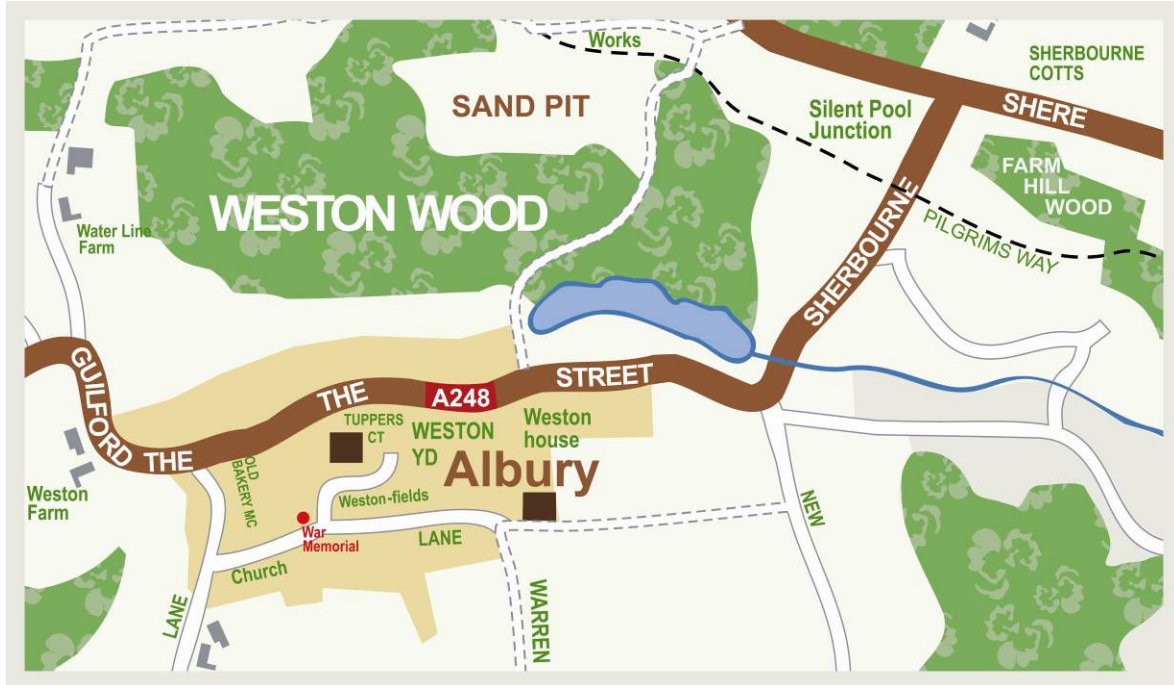 Works
SHERBOURNE
COTTS
SAND PIT
Silent Pool
Junction
SHERE
FARM
HILL
WOOD
WESTON WOOD
Water Line
Farm
PILGRIMS WAY
SHERBOURNE
GUILFORD
THE
THE
A248
STREET
TUPPERS
CT
WESTON
YD
Weston
house
Albury
OLD
BAKERY MC
Weston-fields
Weston
Farm
War
Memorial
LANE
Church
LANE
WARREN
NEW